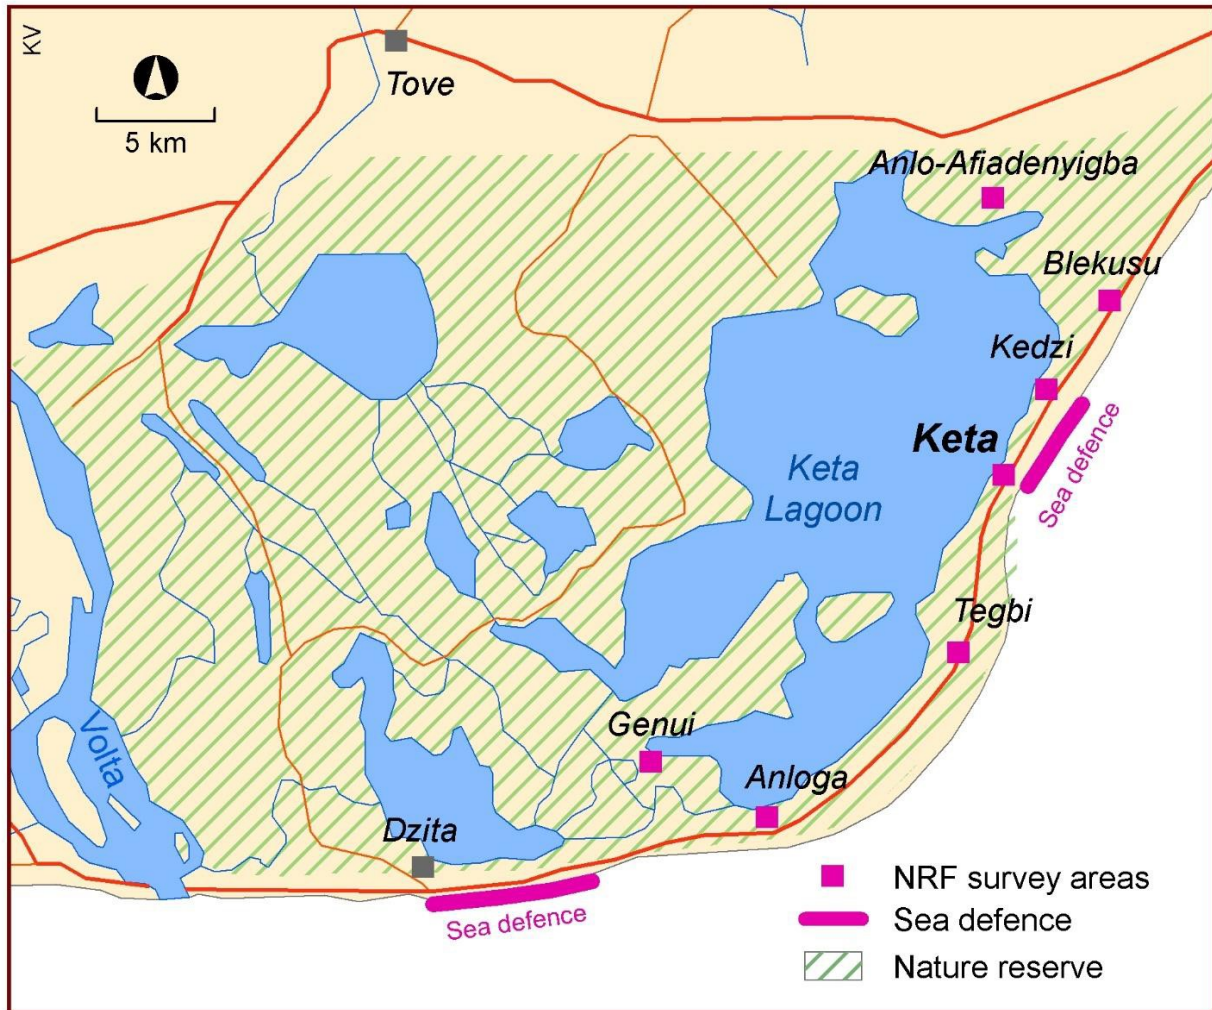 KV
Tove
5 km
Anlo-Afiadenyigba
Blekusu
Kedzi
Keta
Sea defence
Keta
Lagoon
Tegbi
Genui
Volta
Anloga
Dzita
Sea defence
NRF survey areas
Sea defence
Nature reserve